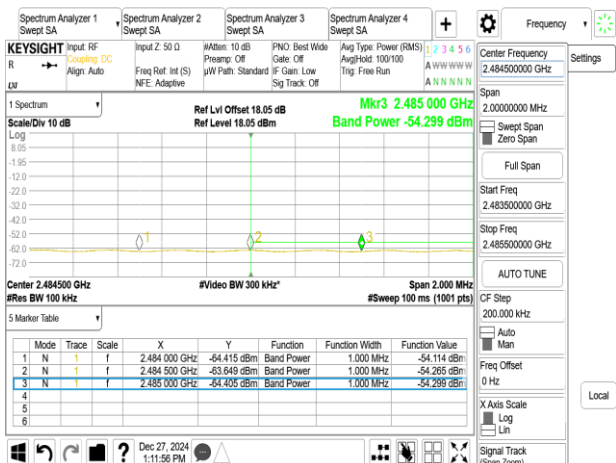 Spectrum Analyzer 1
Swept SA
Spectrum Analyzer 2
Swept SA
Spectrum Analyzer 3
Swept SA
Spectrum Analyzer 4
Swept SA
Frequency
KEYSIGHT
R
Input: RF
Coupling: DC
Align: Auto
Input Z: 50 Ω
Freq Ref: Int (S)
NFE: Adaptive
#Atten: 10 dB
Preamp: Off
µW Path: Standard
PNO: Best Wide
Gate: Off
IF Gain: Low
Sig Track: Off
Avg Type: Power (RMS)
Avg|Hold: 100/100
Trig: Free Run
1 2 3 4 5 6
A W W W W W
A N N N N N
1 Spectrum
Scale/Div 10 dB
Ref Lvl Offset 18.05 dB
Ref Level 18.05 dBm
Mkr3 2.485 000 GHz
Band Power -54.299 dBm
Log
8.05
-1.95
-12.0
-22.0
-32.0
-42.0
-52.0
-62.0
-72.0
1
2
3
Center 2.484500 GHz
#Res BW 100 kHz
#Video BW 300 kHz*
Span 2.000 MHz
#Sweep 100 ms (1001 pts)
5 Marker Table
Mode Trace Scale X Y Function Function Width Function Value
1 N 1 f 2.484 000 GHz -64.415 dBm Band Power 1.000 MHz -54.114 dBm
2 N 1 f 2.484 500 GHz -63.649 dBm Band Power 1.000 MHz -54.265 dBm
3 N 1 f 2.485 000 GHz -64.405 dBm Band Power 1.000 MHz -54.299 dBm
4
5
6
Dec 27, 2024
1:11:56 PM
Center Frequency
2.484500000 GHz
Span
2.00000000 MHz
Swept Span
Zero Span
Full Span
Start Freq
2.483500000 GHz
Stop Freq
2.485500000 GHz
AUTO TUNE
CF Step
200.000 kHz
Auto
Man
Freq Offset
0 Hz
X Axis Scale
Log
Lin
Signal Track
(Span Zoom)
Settings
Local